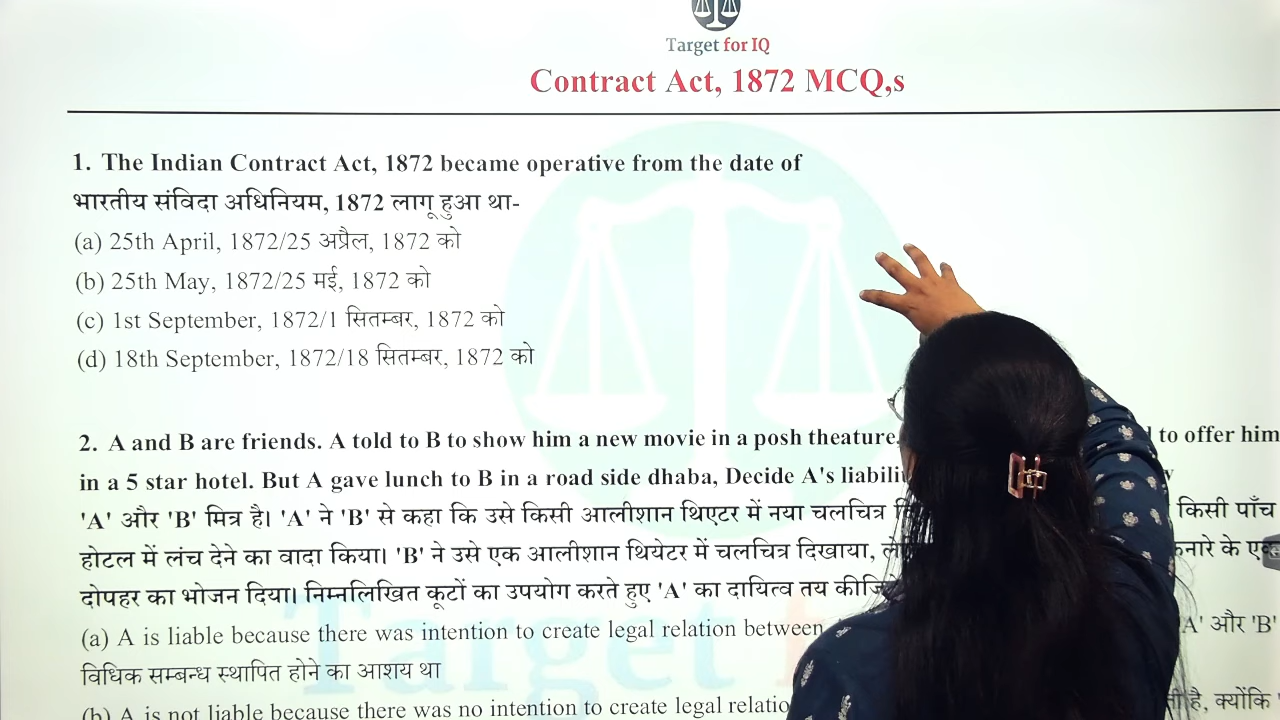 Target for IQ
Contract Act, 1872 MCQ,s
1. The Indian Contract Act, 1872 became operative from the date of
भारतीय संविदा अधिनियम, 1872 लागू हुआ था-
(a) 25th April, 1872/25 अप्रैल, 1872 को
(b) 25th May, 1872/25 मई, 1872 को
(c) 1st September, 1872/1 सितम्बर, 1872 को
(d) 18th September, 1872/18 सितम्बर, 1872 को
2. A and B are friends. A told to B to show him a new movie in a posh theature. to offer him
in a 5 star hotel. But A gave lunch to B in a road side dhaba, Decide A's
'A' और 'B' मित्र है। 'A' ने 'B' से कहा कि उसे किसी आलीशान थिएटर में नया चलचित्र किसी पाँच
होटल में लंच देने का वादा किया। 'B' ने उसे एक आलीशान थियेटर में चलचित्र दिखाया, के
दोपहर का भोजन दिया। निम्नलिखित कूटों का उपयोग करते हुए 'A' का दायित्व तय
(a) A is liable because there was intention to create legal relation between 'A' और 'B'
विधिक सम्बन्ध स्थापित होने का आशय था
(b) A is not liable because there was no intention to create legal है, क्योंकि
Target